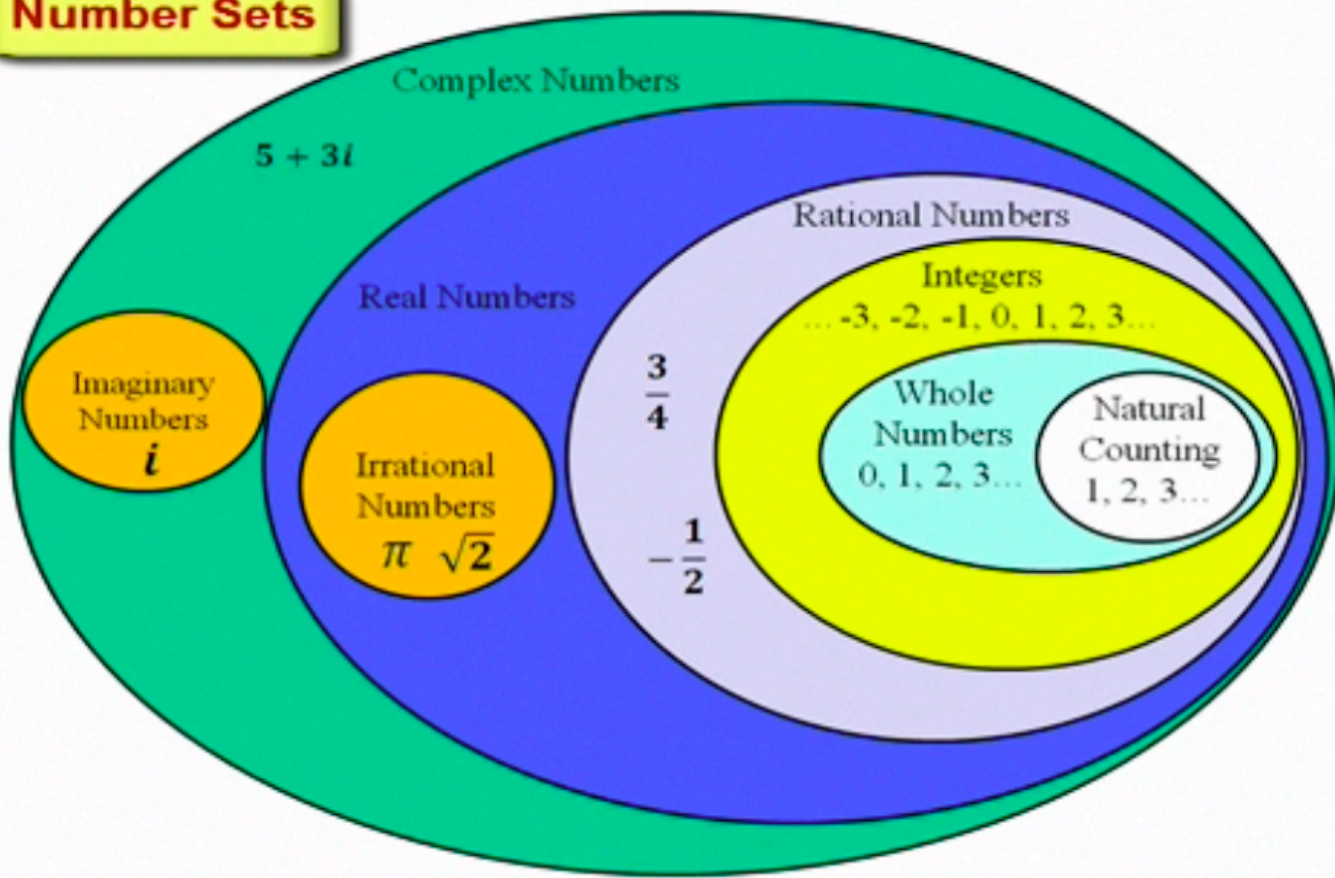 Number Sets
Complex Numbers
5 + 3i
Rational Numbers
Integers
... -3, -2, -1, 0, 1, 2, 3...
Real Numbers
3
4
Imaginary
Numbers
i
Irrational
Numbers
π √2
Whole
Numbers
0, 1, 2, 3...
Natural
Counting
1, 2, 3...
- 1
2